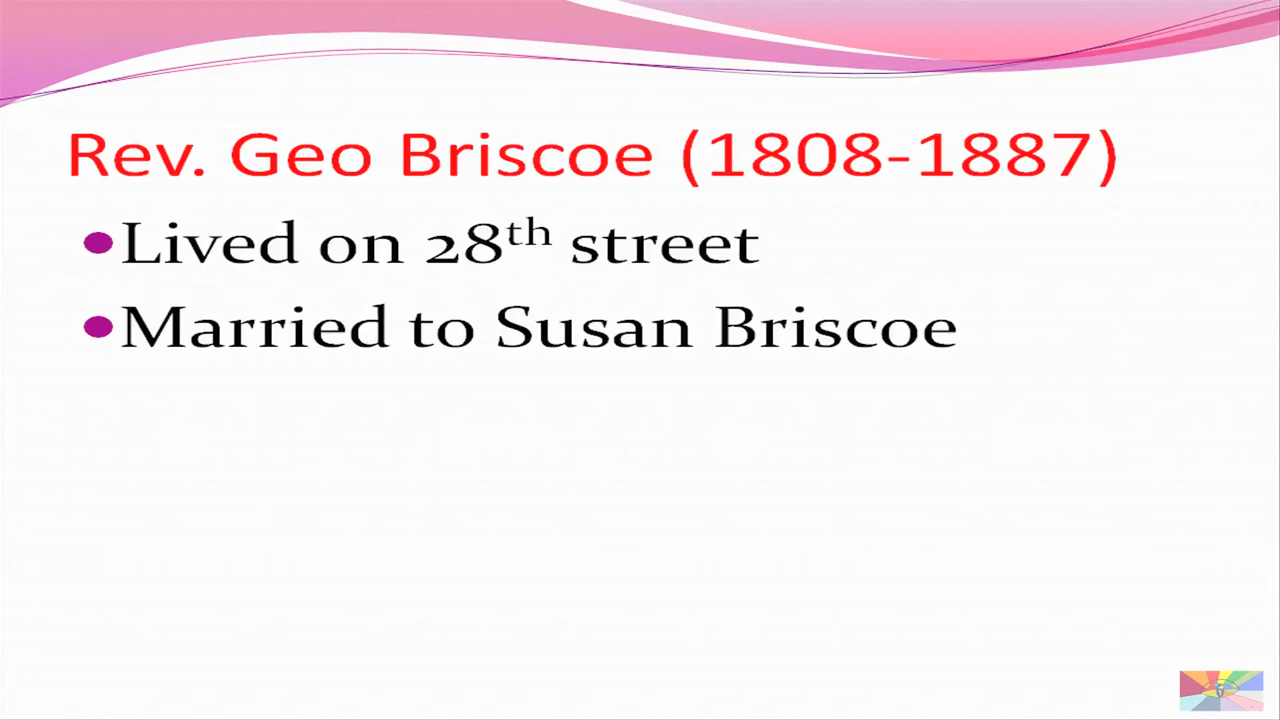 Rev. Geo Briscoe (1808-1887)
•Lived on 28th street
•Married to Susan Briscoe